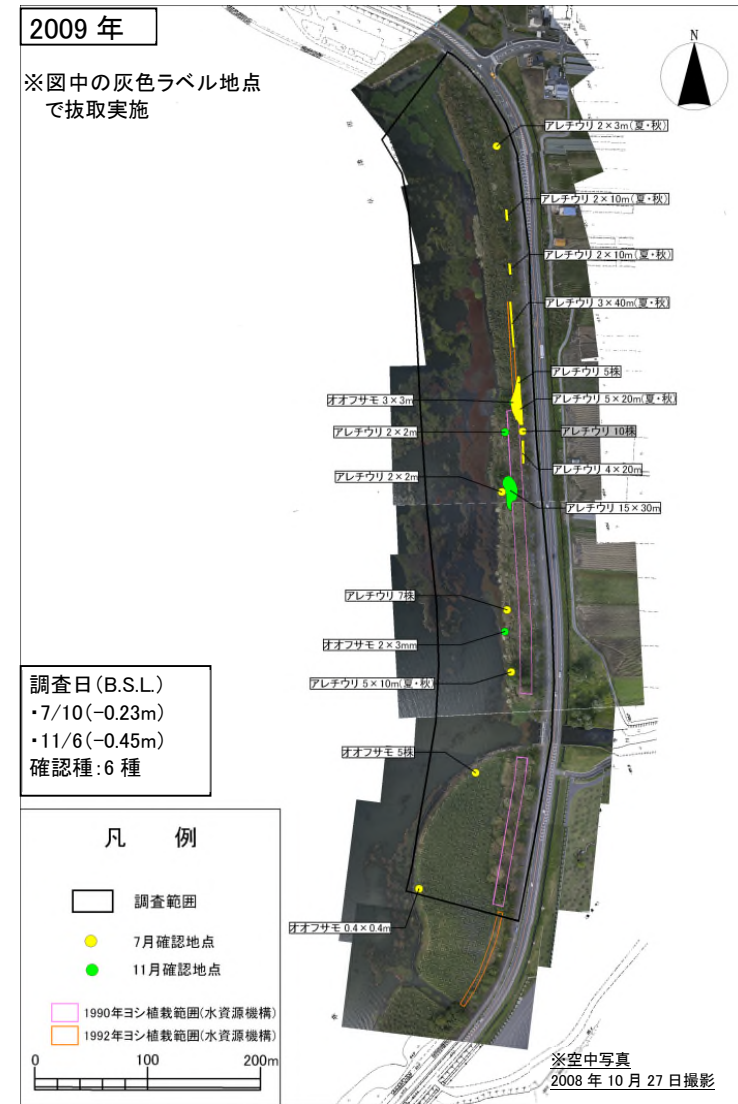 2009 年
※図中の灰色ラベル地点
で抜取実施
N
アレチウリ 2×3m(夏・秋)
アレチウリ 2×10m(夏・秋)
アレチウリ 2×10m(夏・秋)
アレチウリ 3×40m(夏・秋)
アレチウリ 5株
オオフサモ 3×3m
アレチウリ 5×20m(夏・秋)
アレチウリ 2×2m
アレチウリ 10株
アレチウリ 4×20m
アレチウリ 2×2m
アレチウリ 15×30m
アレチウリ 7株
オオフサモ 2×3mm
アレチウリ 5×10m(夏・秋)
オオフサモ 5株
オオフサモ 0.4×0.4m
調査日(B.S.L.)
・7/10(-0.23m)
・11/6(-0.45m)
確認種:6 種
凡 例
調査範囲
7月確認地点
11月確認地点
1990年ヨシ植栽範囲(水資源機構)
1992年ヨシ植栽範囲(水資源機構)
0 100 200m
※空中写真
2008 年 10 月 27 日撮影